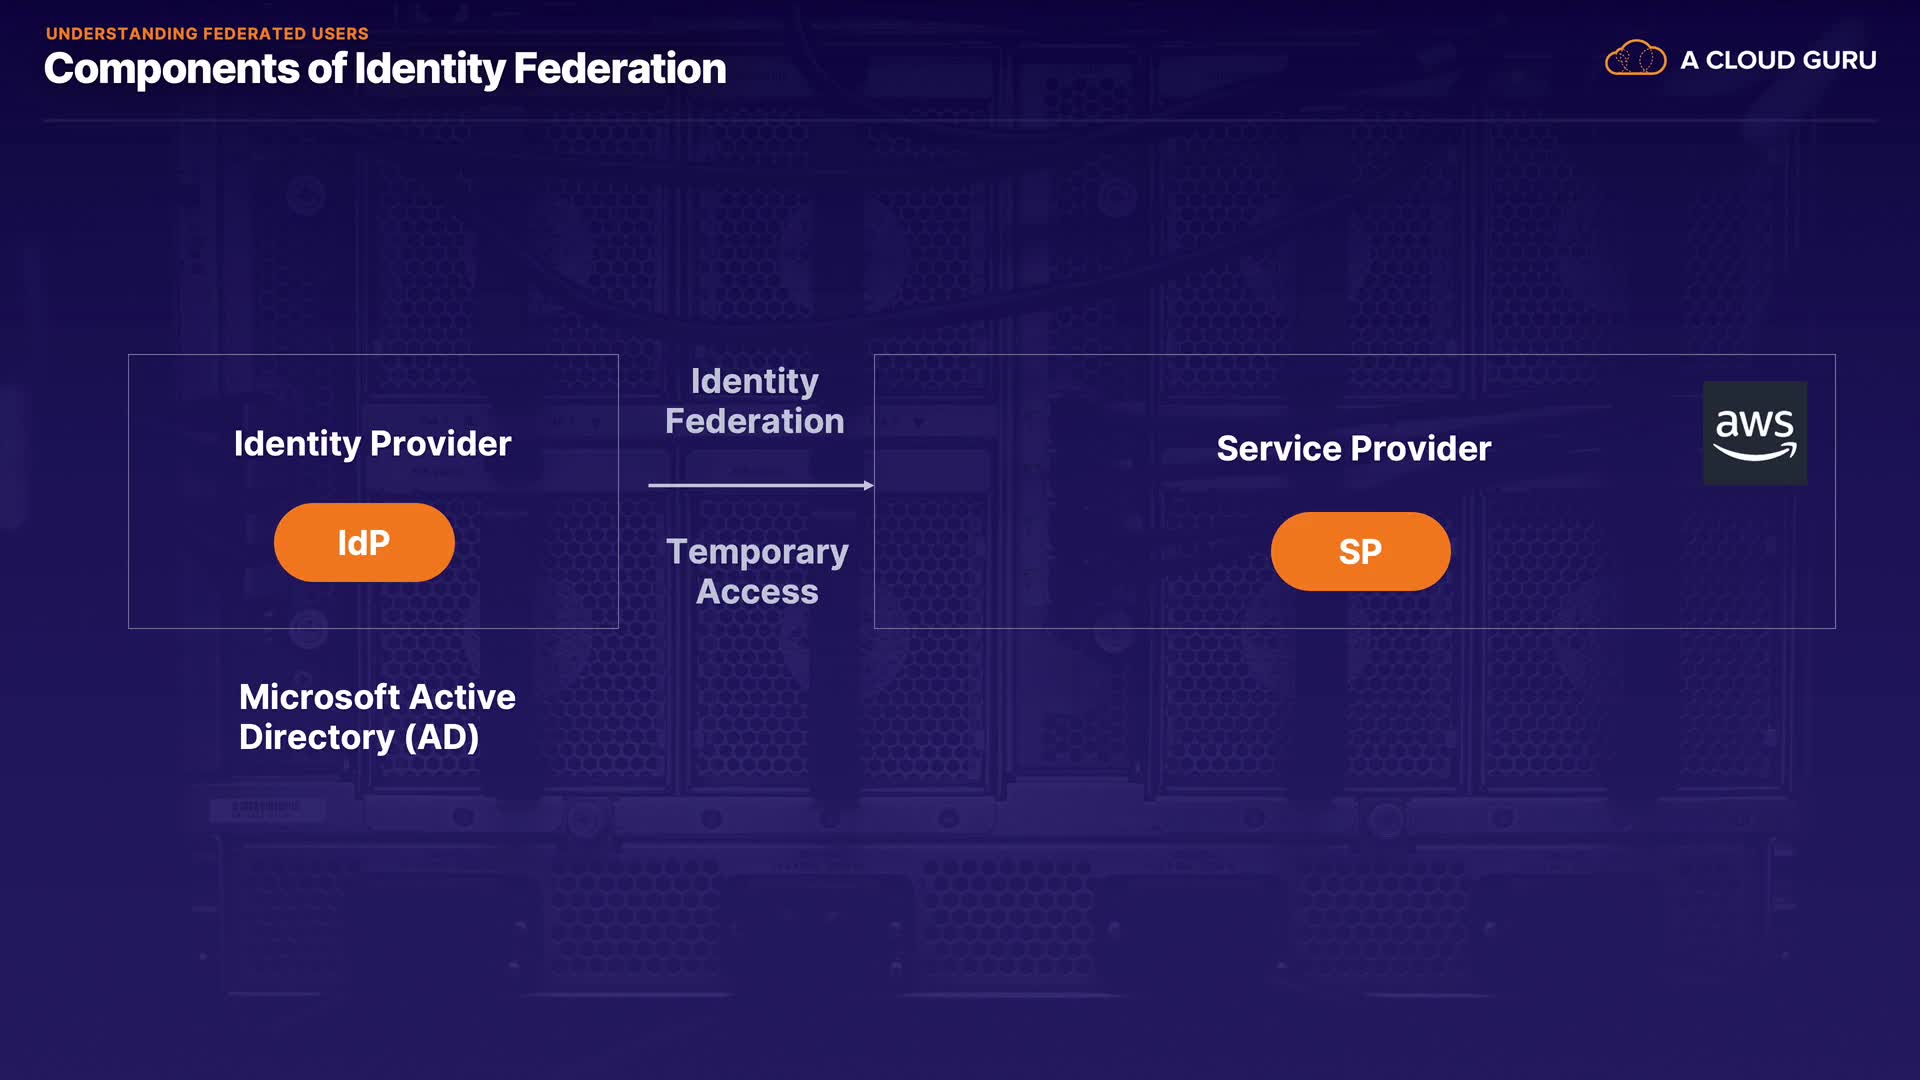 UNDERSTANDING FEDERATED USERS
Components of Identity Federation
A CLOUD GURU
Identity Provider
IdP
Identity
Federation
Temporary
Access
Service Provider
SP
aws
Microsoft Active
Directory (AD)